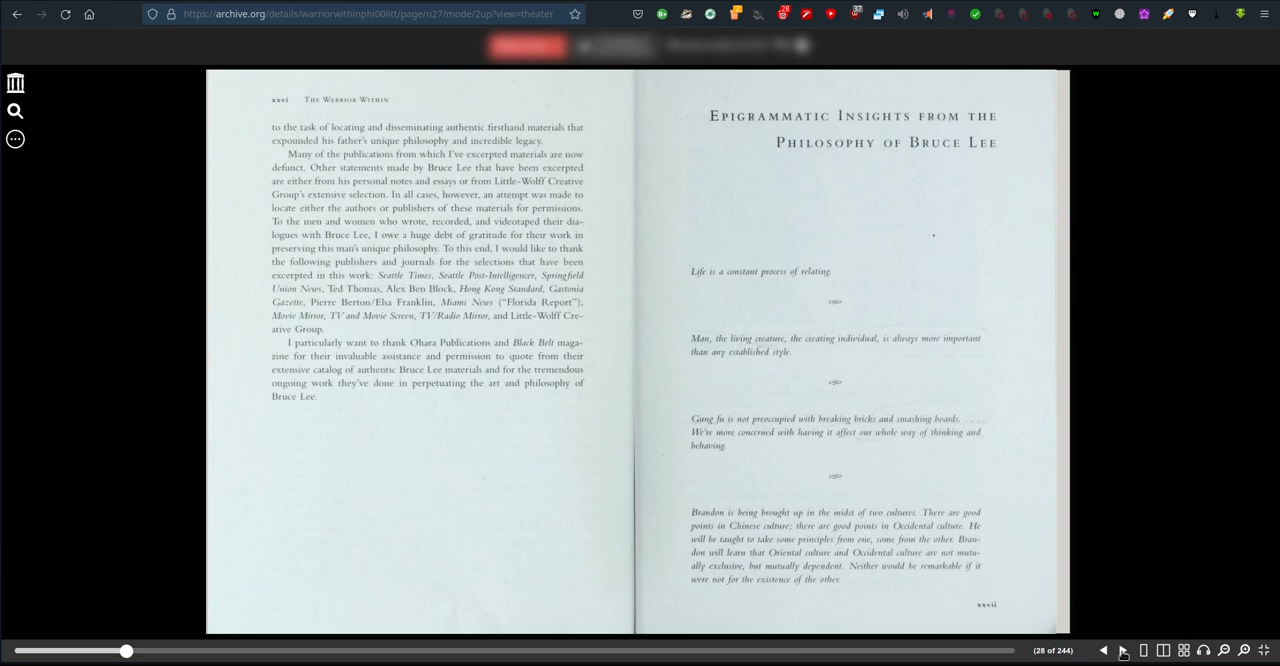 https://archive.org/details/warriorwithinphi00litt/page/n27/mode/2up?view=theater
28
37
xxvi THE WARRIOR WITHIN
to the task of locating and disseminating authentic firsthand materials that
expounded his father's unique philosophy and incredible legacy.
Many of the publications from which I've excerpted materials are now
defunct. Other statements made by Bruce Lee that have been excerpted
are either from his personal notes and essays or from Little-Wolff Creative
Group's extensive selection. In all cases, however, an attempt was made to
locate either the authors or publishers of these materials for permissions.
To the men and women who wrote, recorded, and videotaped their dia-
logues with Bruce Lee, I owe a huge debt of gratitude for their work in
preserving this man's unique philosophy. To this end, I would like to thank
the following publishers and journals for the selections that have been
excerpted in this work: Seattle Times, Seattle Post-Intelligencer, Springfield
Union News, Ted Thomas, Alex Ben Block, Hong Kong Standard, Gastonia
Gazette, Pierre Berton/Elsa Franklin, Miami News ("Florida Report"),
Movie Mirror, TV and Movie Screen, TV/Radio Mirror, and Little-Wolff Cre-
ative Group.
I particularly want to thank Ohara Publications and Black Belt maga-
zine for their invaluable assistance and permission to quote from their
extensive catalog of authentic Bruce Lee materials and for the tremendous
ongoing work they've done in perpetuating the art and philosophy of
Bruce Lee.
EPIGRAMMATIC INSIGHTS FROM THE
PHILOSOPHY OF BRUCE LEE
Life is a constant process of relating.
Man, the living creature, the creating individual, is always more important
than any established style.
Gung fu is not preoccupied with breaking bricks and smashing boards. . . . .
We're more concerned with having it affect our whole way of thinking and
behaving.
Brandon is being brought up in the midst of two cultures. There are good
points in Chinese culture; there are good points in Occidental culture. He
will be taught to take some principles from one, some from the other. Bran-
don will learn that Oriental culture and Occidental culture are not mutu-
ally exclusive, but mutually dependent. Neither would be remarkable if it
were not for the existence of the other.
xxvii
(28 of 244)